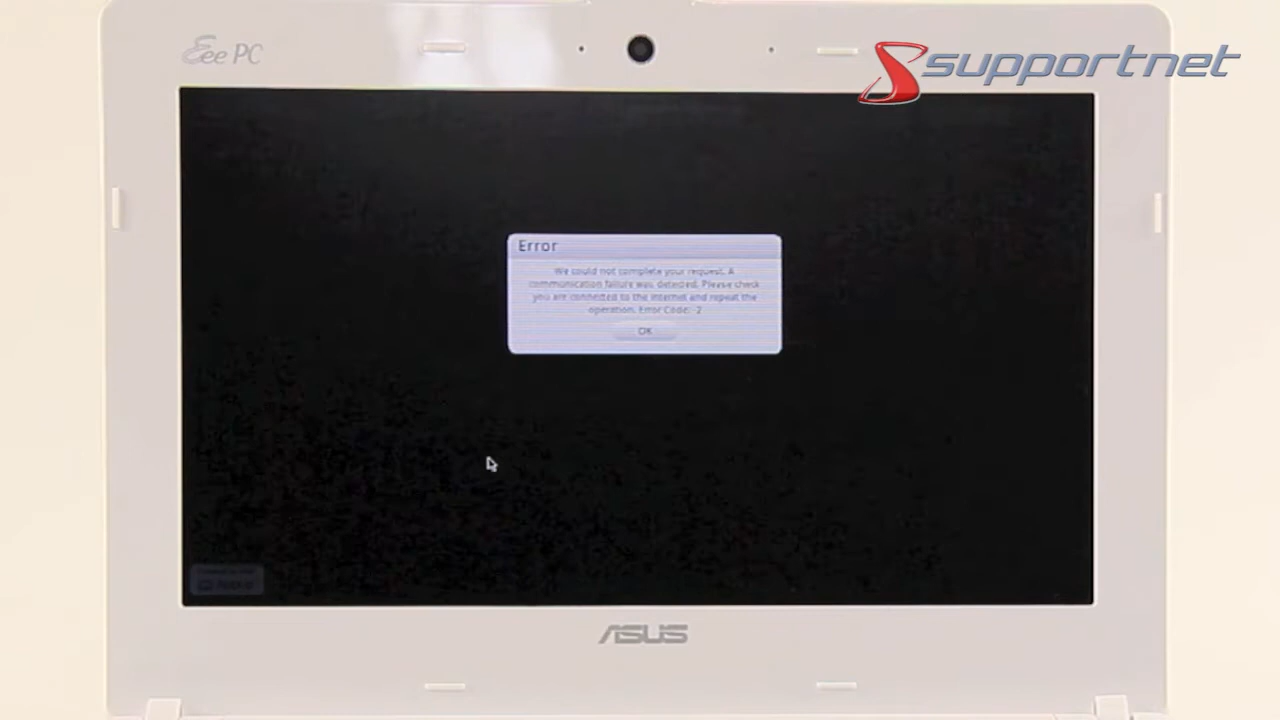 Eee PC
supportnet
Error
We could not complete your request. A
communication failure was detected. Please check
you are connected to the internet and repeat the
operation. Error Code: -2
OK
ASUS